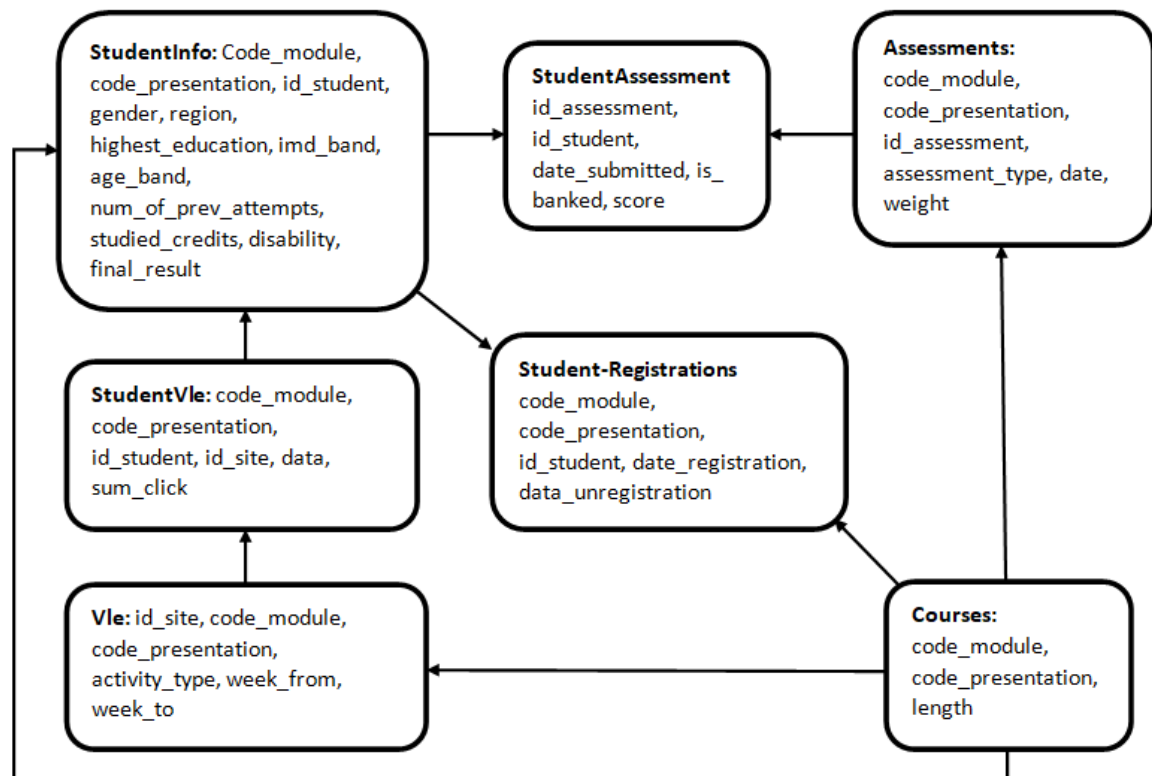 StudentInfo: Code_module,
code_presentation, id_student,
gender, region,
highest_education, imd_band,
age_band,
num_of_prev_attempts,
studied_credits, disability,
final_result
StudentAssessment
id_assessment,
id_student,
date_submitted, is_
banked, score
Assessments:
code_module,
code_presentation,
id_assessment,
assessment_type, date,
weight
StudentVle: code_module,
code_presentation,
id_student, id_site, data,
sum_click
Student-Registrations
code_module,
code_presentation,
id_student, date_registration,
data_unregistration
Vle: id_site, code_module,
code_presentation,
activity_type, week_from,
week_to
Courses:
code_module,
code_presentation,
length